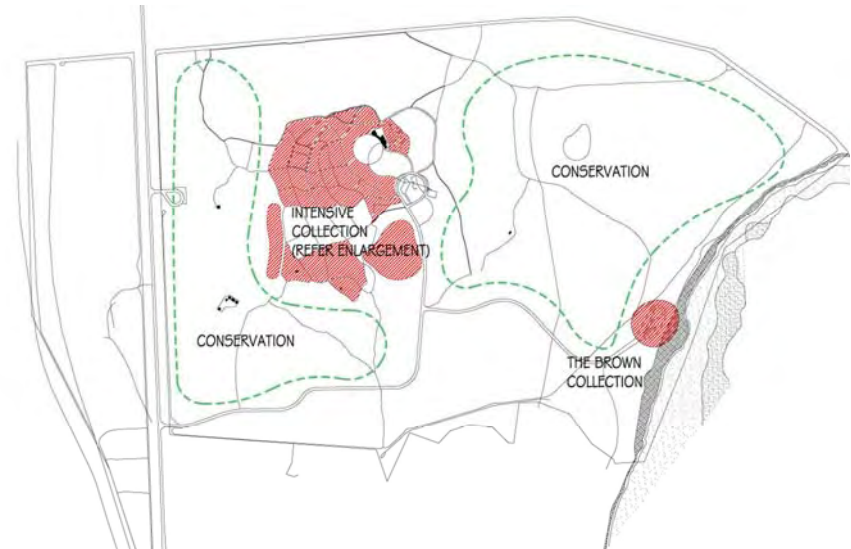 CONSERVATION
INTENSIVE
COLLECTION
(REFER ENLARGEMENT)
CONSERVATION
THE BROWN
COLLECTION